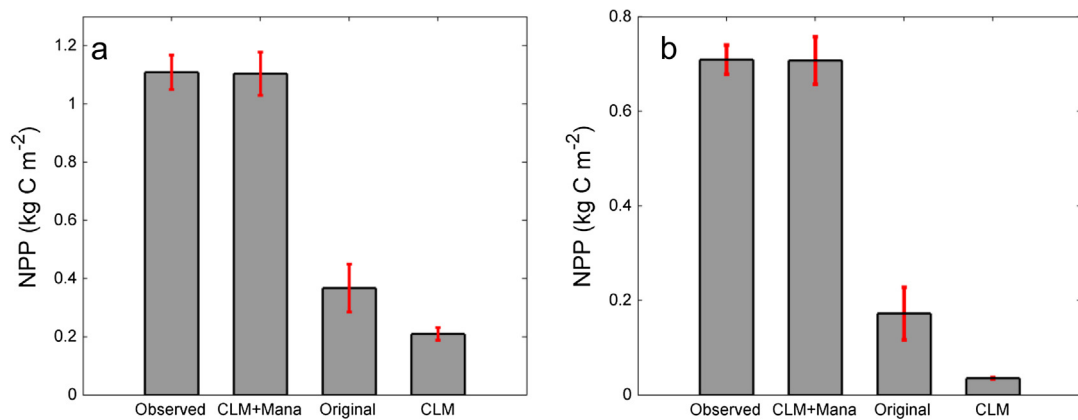 a
1.2
1
0.8
0.6
0.4
0.2
0
NPP (kg C m⁻²)
Observed CLM+Mana Original CLM
b
0.8
0.6
0.4
0.2
0
NPP (kg C m⁻²)
Observed CLM+Mana Original CLM